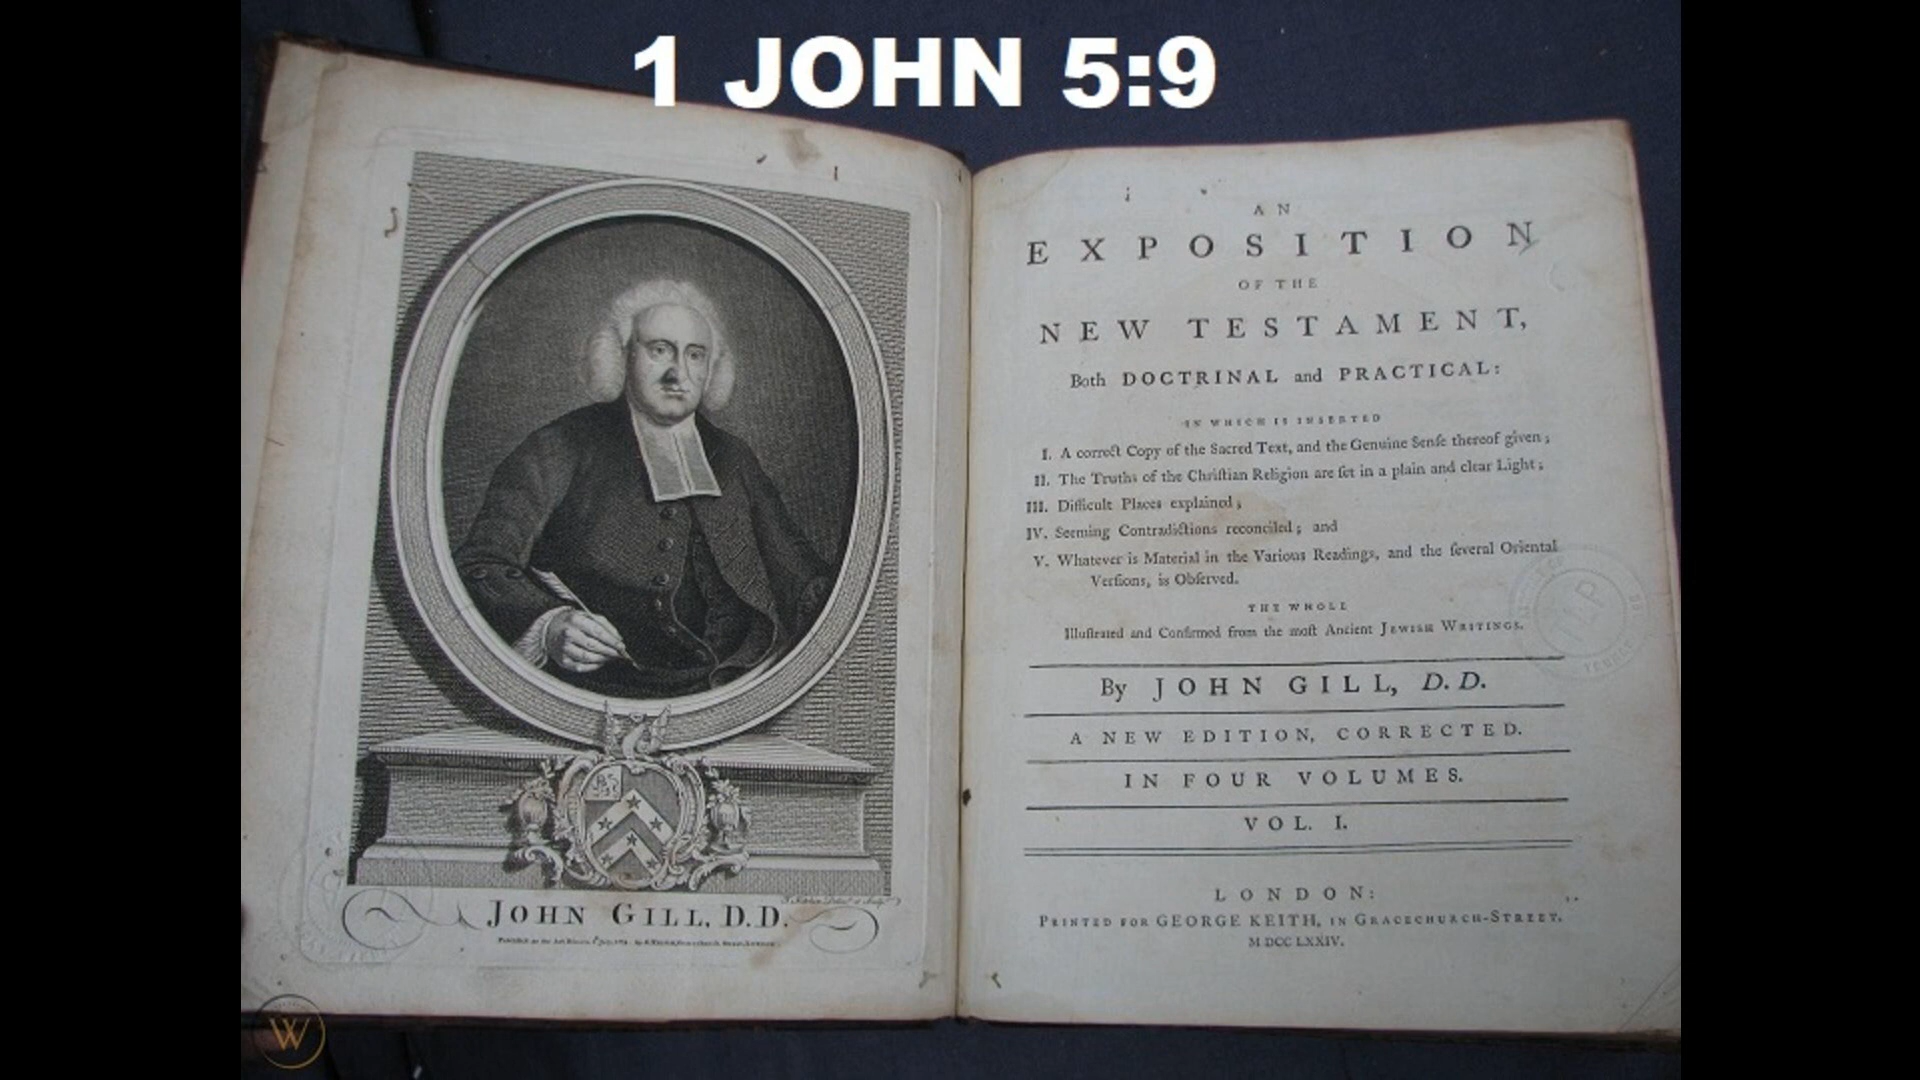 1 JOHN 5:9
JOHN GILL, D.D.
AN
EXPOSITION
OF THE
NEW TESTAMENT,
Both DOCTRINAL and PRACTICAL:
IN WHICH IS INSERTED
I. A correct Copy of the Sacred Text, and the Genuine Senſe thereof given;
II. The Truths of the Chriſtian Religion are ſet in a plain and clear Light;
III. Difficult Places explained;
IV. Seeming Contradictions reconciled; and
V. Whatever is Material in the Various Readings, and the ſeveral Oriental
Verſions, is Obſerved.
THE WHOLE
Illuſtrated and Confirmed from the moſt Ancient JEWISH WRITINGS.
By JOHN GILL, D.D.
A NEW EDITION, CORRECTED.
IN FOUR VOLUMES.
VOL. I.
LONDON:
PRINTED FOR GEORGE KEITH, IN GRACECHURCH-STREET.
M DCC LXXIV.
W